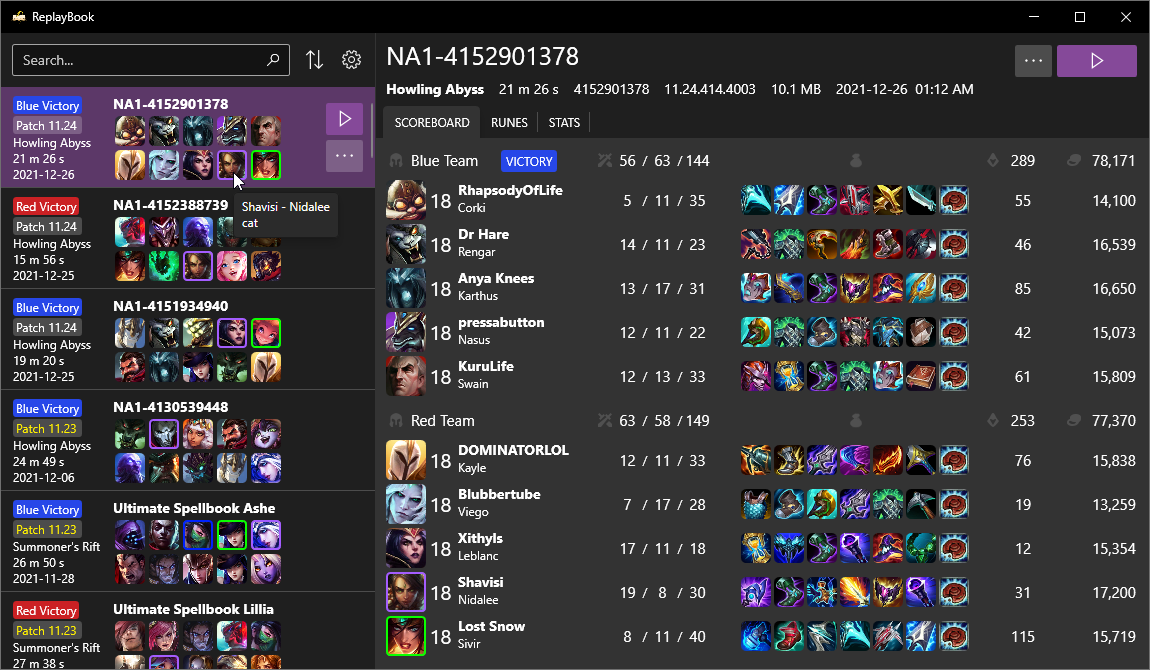 ReplayBook
Search...
Blue Victory
Patch 11.24
Howling Abyss
21 m 26 s
2021-12-26
NA1-4152901378
Red Victory
Patch 11.24
Howling Abyss
15 m 56 s
2021-12-25
NA1-4152388739
Shavisi - Nidalee
cat
Blue Victory
Patch 11.24
Howling Abyss
19 m 20 s
2021-12-25
NA1-4151934940
Blue Victory
Patch 11.23
Howling Abyss
24 m 49 s
2021-12-06
NA1-4130539448
Blue Victory
Patch 11.23
Summoner's Rift
26 m 50 s
2021-11-28
Ultimate Spellbook Ashe
Red Victory
Patch 11.23
Summoner's Rift
27 m 38 s
Ultimate Spellbook Lillia
NA1-4152901378
Howling Abyss 21 m 26 s 4152901378 11.24.414.4003 10.1 MB 2021-12-26 01:12 AM
SCOREBOARD RUNES STATS
Blue Team VICTORY 56 / 63 / 144 289 78,171
RhapsodyOfLife
18 Corki 5 / 11 / 35 55 14,100
Dr Hare
18 Rengar 14 / 11 / 23 46 16,539
Anya Knees
18 Karthus 13 / 17 / 31 85 16,650
pressabutton
18 Nasus 12 / 11 / 22 42 15,073
KuruLife
18 Swain 12 / 13 / 33 61 15,809
Red Team 63 / 58 / 149 253 77,370
DOMINATORLOL
18 Kayle 12 / 11 / 33 76 15,838
Blubbertube
18 Viego 7 / 17 / 28 19 13,259
Xithyls
18 Leblanc 17 / 11 / 18 12 15,354
Shavisi
18 Nidalee 19 / 8 / 30 31 17,200
Lost Snow
18 Sivir 8 / 11 / 40 115 15,719